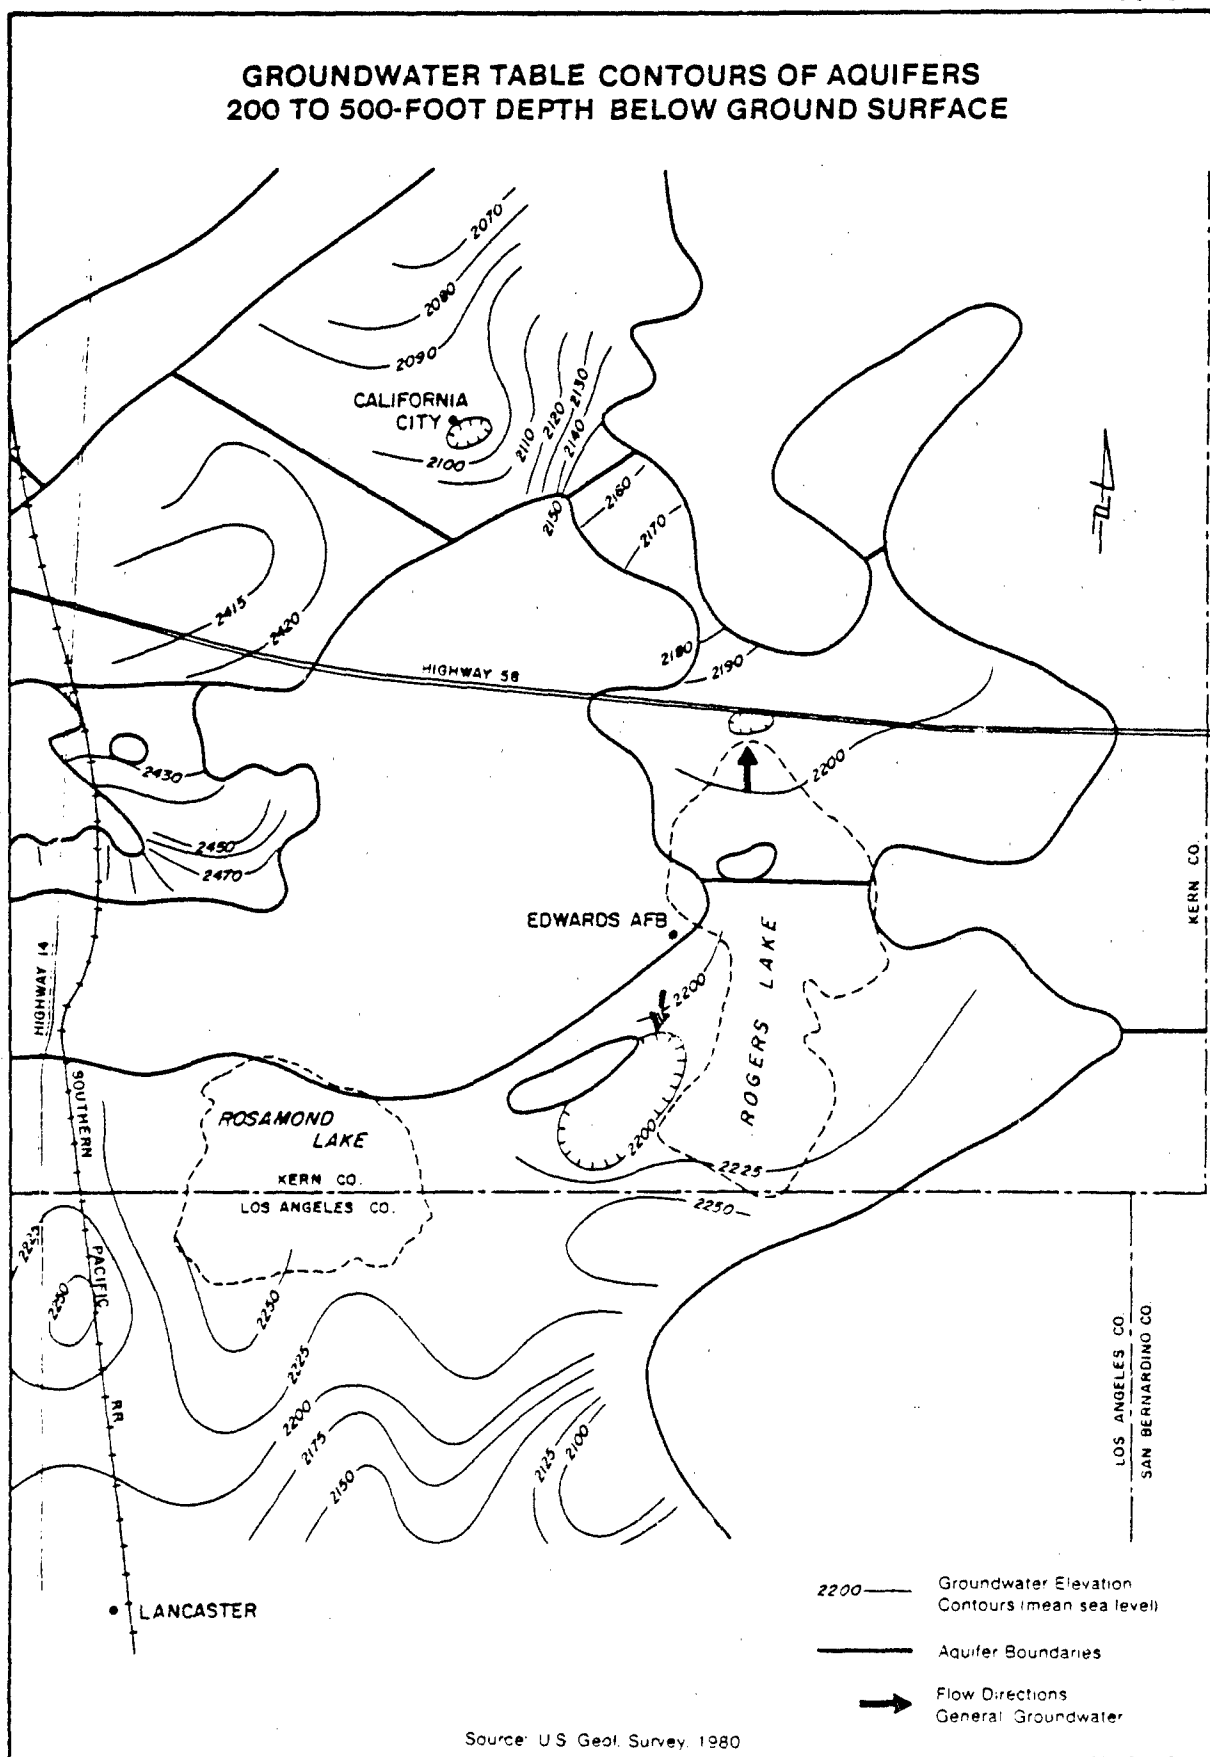 GROUNDWATER TABLE CONTOURS OF AQUIFERS
200 TO 500-FOOT DEPTH BELOW GROUND SURFACE
2070
2080
2090
CALIFORNIA
CITY
2100
2110
2120
2130
2140
2150
2160
2170
2180
2190
n
2415
2420
HIGHWAY 58
2430
2450
2470
2200
KERN CO.
EDWARDS AFB
2200
ROGERS LAKE
HIGHWAY 14
SOUTHERN
PACIFIC
RR
ROSAMOND
LAKE
KERN CO.
LOS ANGELES CO.
2200
2225
2250
2225
2250
2250
2225
2200
2175
2150
2125
2100
LOS ANGELES CO.
SAN BERNARDINO CO.
LANCASTER
2200 Groundwater Elevation
Contours (mean sea level)
Aquifer Boundaries
Flow Directions
General Groundwater
Source: U.S. Geol. Survey, 1980